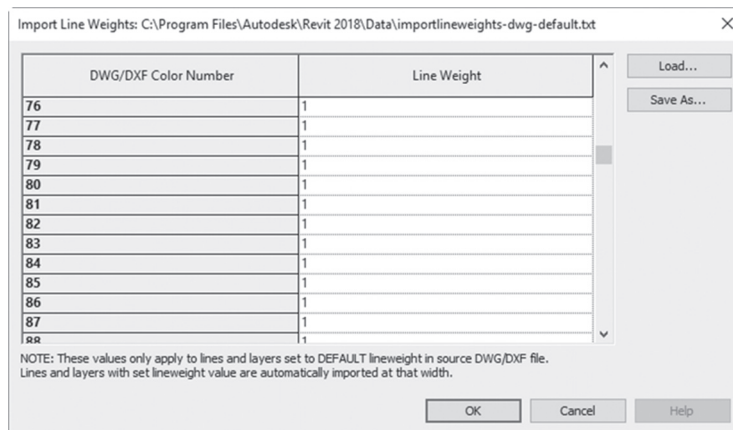 Import Line Weights: C:\Program Files\Autodesk\Revit 2018\Data\importlineweights-dwg-default.txt
DWG/DXF Color Number Line Weight
Load...
Save As...
76 1
77 1
78 1
79 1
80 1
81 1
82 1
83 1
84 1
85 1
86 1
87 1
88 1
NOTE: These values only apply to lines and layers set to DEFAULT lineweight in source DWG/DXF file.
Lines and layers with set lineweight value are automatically imported at that width.
OK Cancel Help